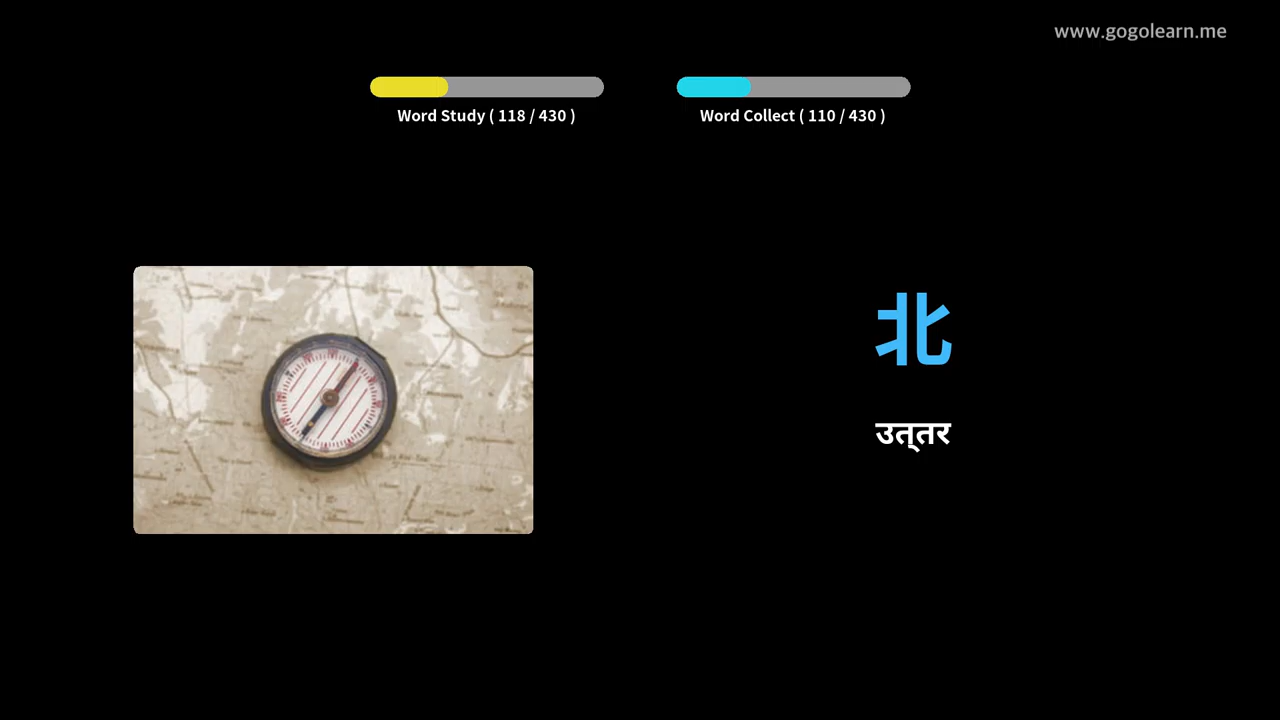 www.gogolearn.me
Word Study ( 118 / 430 )
Word Collect ( 110 / 430 )
北
उत्तर